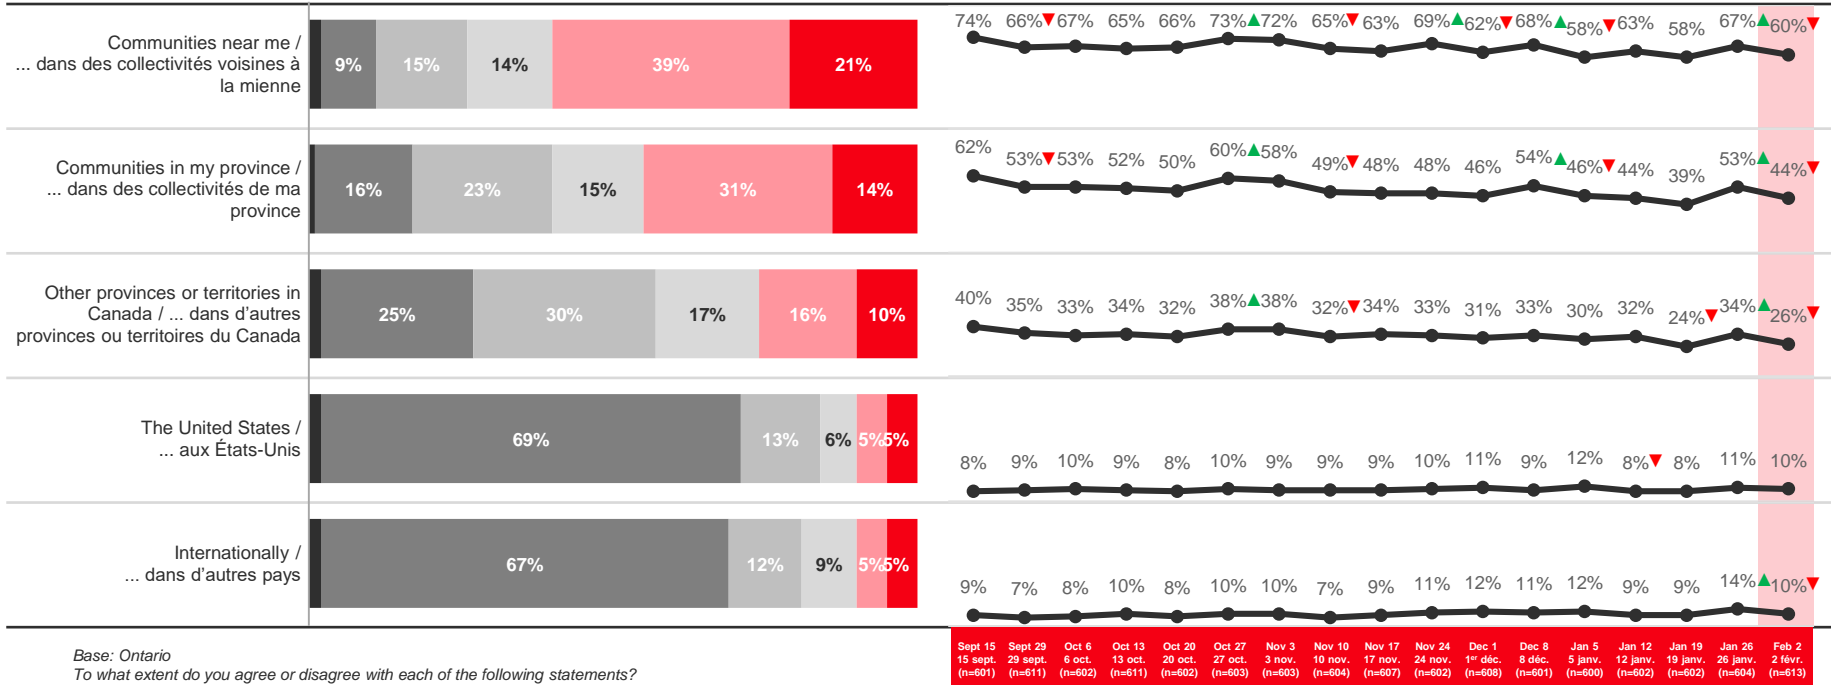 Communities near me /
... dans des collectivités voisines à
la mienne
9% 15% 14% 39% 21%
74% 66% 67% 65% 66% 73% 72% 65% 63% 69% 62% 68% 58% 63% 58% 67% 60%
Communities in my province /
... dans des collectivités de ma
province
16% 23% 15% 31% 14%
62% 53% 53% 52% 50% 60% 58% 49% 48% 48% 46% 54% 46% 44% 39% 53% 44%
Other provinces or territories in
Canada / ... dans d'autres
provinces ou territoires du Canada
25% 30% 17% 16% 10%
40% 35% 33% 34% 32% 38% 38% 32% 34% 33% 31% 33% 30% 32% 24% 34% 26%
The United States /
... aux États-Unis
69% 13% 6% 5% 5%
8% 9% 10% 9% 8% 10% 9% 9% 9% 10% 11% 9% 12% 8% 8% 11% 10%
Internationally /
... dans d'autres pays
67% 12% 9% 5% 5%
9% 7% 8% 10% 8% 10% 10% 7% 9% 11% 12% 11% 12% 9% 9% 14% 10%
Sept 15 Sept 29 Oct 6 Oct 13 Oct 20 Oct 27 Nov 3 Nov 10 Nov 17 Nov 24 Dec 1 Dec 8 Jan 5 Jan 12 Jan 19 Jan 26 Feb 2
15 sept. 29 sept. 6 oct. 13 oct. 20 oct. 27 oct. 3 nov. 10 nov. 17 nov. 24 nov. 1er déc. 8 déc. 5 janv. 12 janv. 19 janv. 26 janv. 2 févr.
(n=601) (n=611) (n=602) (n=611) (n=602) (n=603) (n=603) (n=604) (n=607) (n=602) (n=608) (n=601) (n=600) (n=602) (n=602) (n=604) (n=613)
Base: Ontario
To what extent do you agree or disagree with each of the following statements?